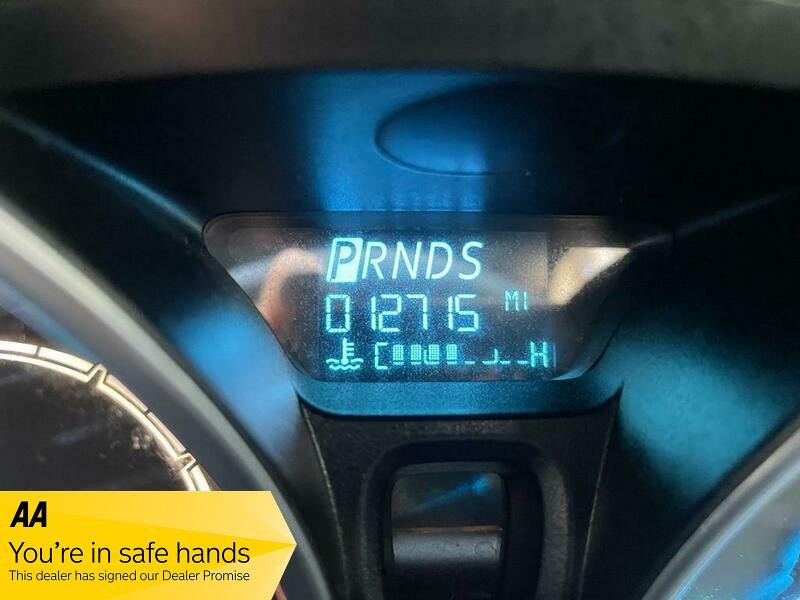 PRNDS
012715 MI
C H
AA
You're in safe hands
This dealer has signed our Dealer Promise